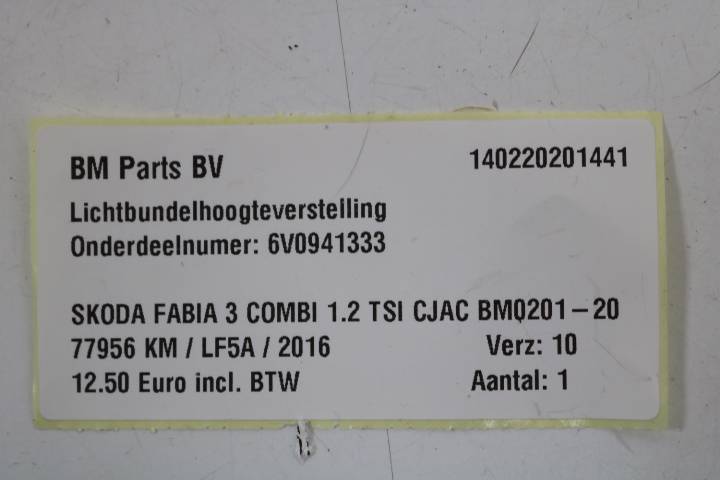 BM Parts BV 140220201441
Lichtbundelhoogteverstelling
Onderdeelnumer: 6V0941333
SKODA FABIA 3 COMBI 1.2 TSI CJAC BMQ201-20
77956 KM / LF5A / 2016 Verz: 10
12.50 Euro incl. BTW Aantal: 1